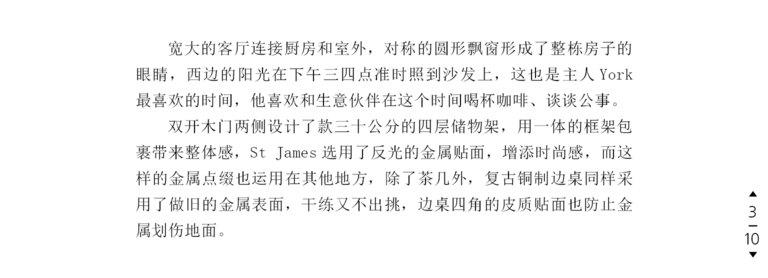 宽大的客厅连接厨房和室外，对称的圆形飘窗形成了整栋房子的
眼睛，西边的阳光在下午三四点准时照到沙发上，这也是主人 York
最喜欢的时间，他喜欢和生意伙伴在这个时间喝杯咖啡、谈谈公事。
双开木门两侧设计了款三十公分的四层储物架，用一体的框架包
裹带来整体感，St James 选用了反光的金属贴面，增添时尚感，而这
样的金属点缀也运用在其他地方，除了茶几外，复古铜制边桌同样采
用了做旧的金属表面，干练又不出挑，边桌四角的皮质贴面也防止金
属划伤地面。
3
10